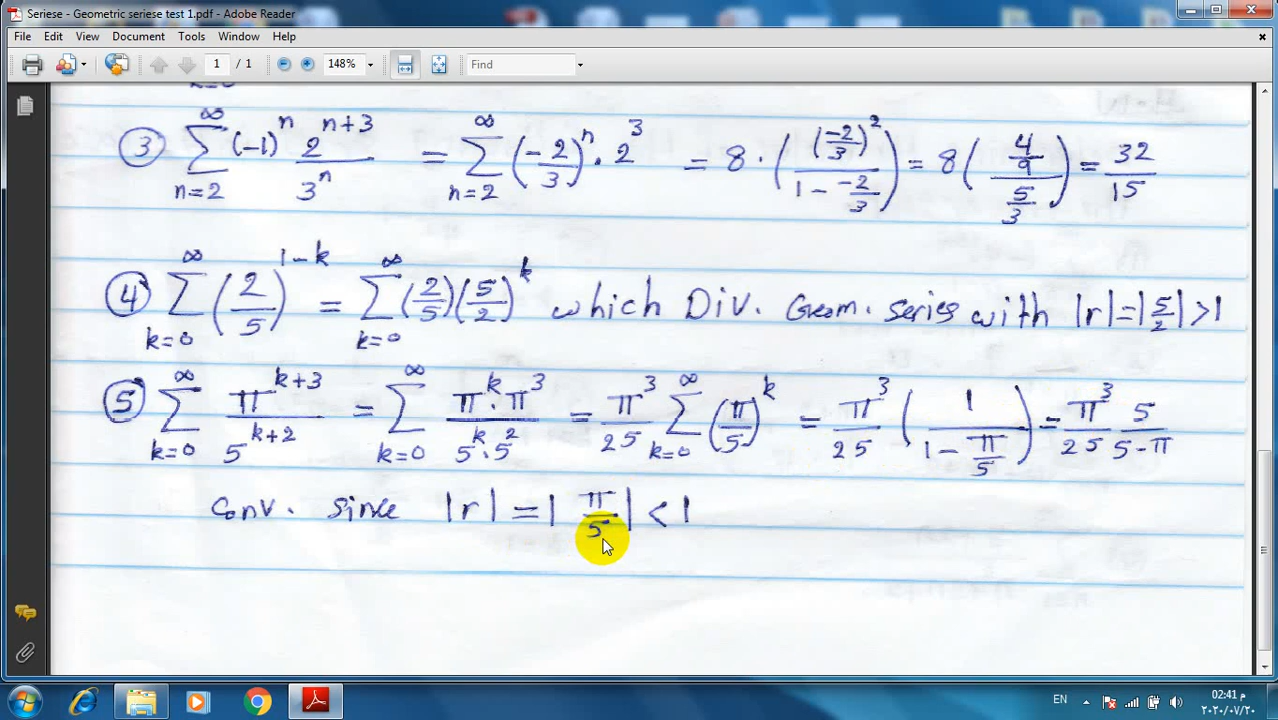 Seriese - Geometric seriese test 1.pdf - Adobe Reader
File Edit View Document Tools Window Help
1 / 1 148% Find
③ ∑_{n=2}^{∞} (-1)^n 2^{n+3}/3^n = ∑_{n=2}^{∞} (-2/3)^n · 2^3 = 8 · ((-2/3)^2/(1 - -2/3)) = 8 ((4/9)/(5/3)) = 32/15
④ ∑_{k=0}^{∞} (2/5)^{1-k} = ∑_{k=0}^{∞} (2/5)(5/2)^k which Div. Geom. series with |r|=|5/2|>1
⑤ ∑_{k=0}^{∞} π^{k+3}/5^{k+2} = ∑_{k=0}^{∞} π^k·π^3/5^k·5^2 = π^3/25 ∑_{k=0}^{∞} (π/5)^k = π^3/25 (1/(1 - π/5)) = π^3/25 5/(5-π)
Conv. since |r| = |π/5| < 1
EN
02:41 م
٢٠٢٠/٠٧/٢٠